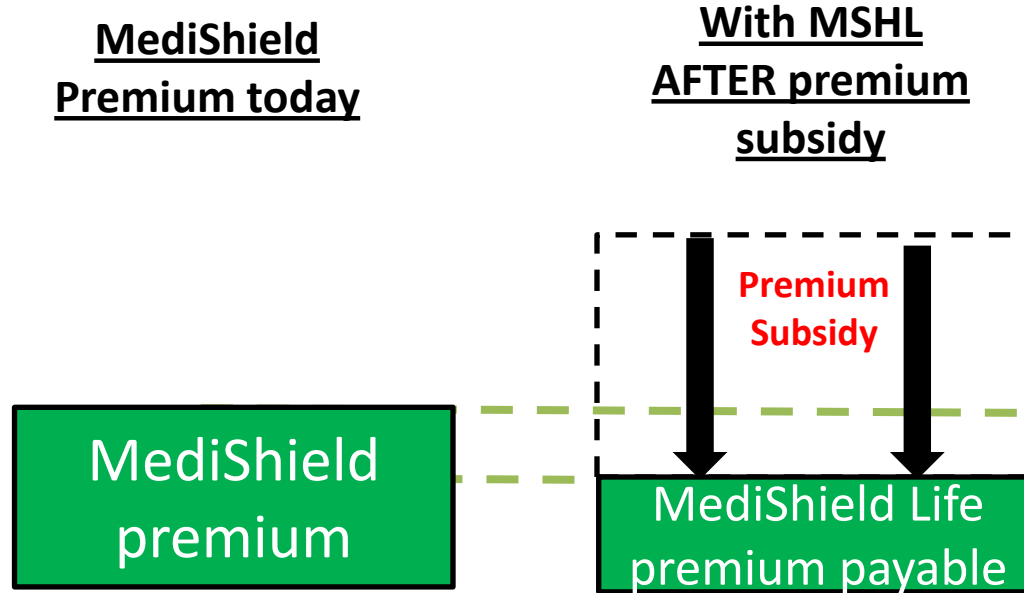 MediShield
Premium today
With MSHL
AFTER premium
subsidy
Premium
Subsidy
MediShield
premium
MediShield Life
premium payable